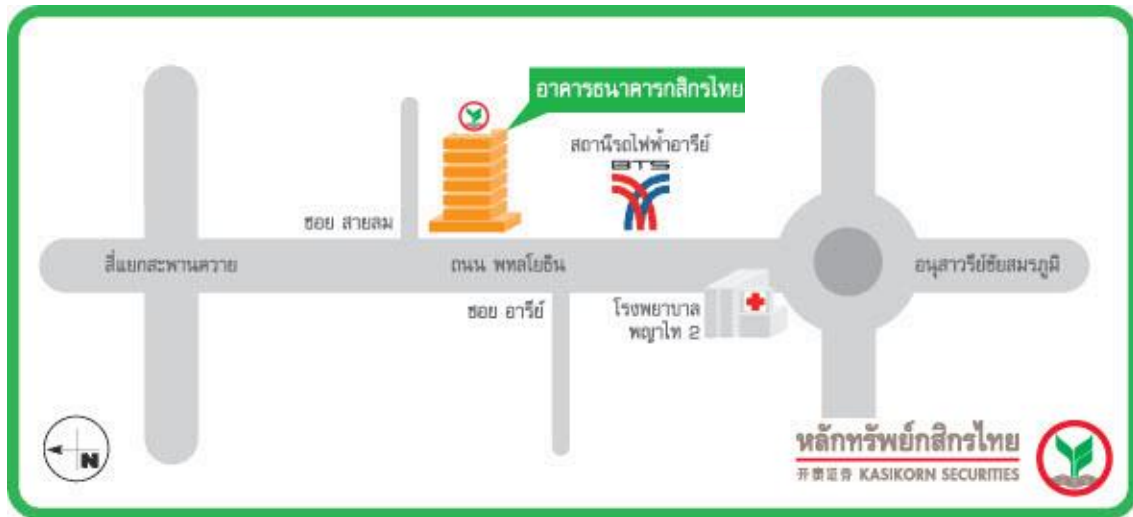 อาคารธนาคารกสิกรไทย
สถานีรถไฟฟ้าอารีย์
BTS
ซอย สายลม
สี่แยกสะพานควาย
ถนน พหลโยธิน
อนุสาวรีย์ชัยสมรภูมิ
ซอย อารีย์
โรงพยาบาล
พญาไท 2
N
หลักทรัพย์กสิกรไทย
开泰证券 KASIKORN SECURITIES